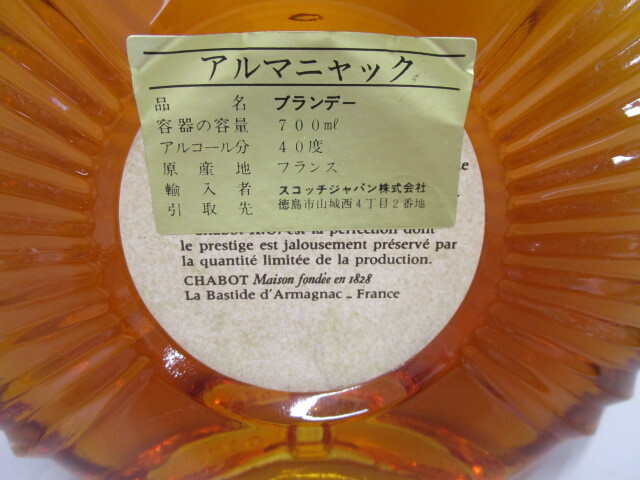 アルマニャック
品名 ブランデー
容器の容量 700ml
アルコール分 40度
原産地 フランス
輸入者 スコッチジャパン株式会社
引取先 徳島市山城西4丁目2番地
est la perfection dont
le prestige est jalousement préservé par
la quantité limitée de la production.
CHABOT Maison fondée en 1828
La Bastide d'Armagnac - France